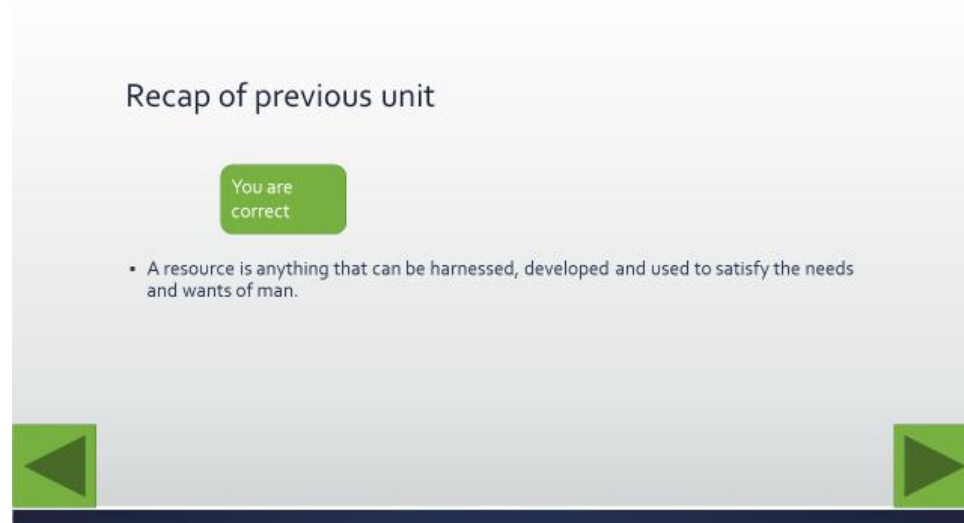 Recap of previous unit
You are
correct
▪ A resource is anything that can be harnessed, developed and used to satisfy the needs
and wants of man.